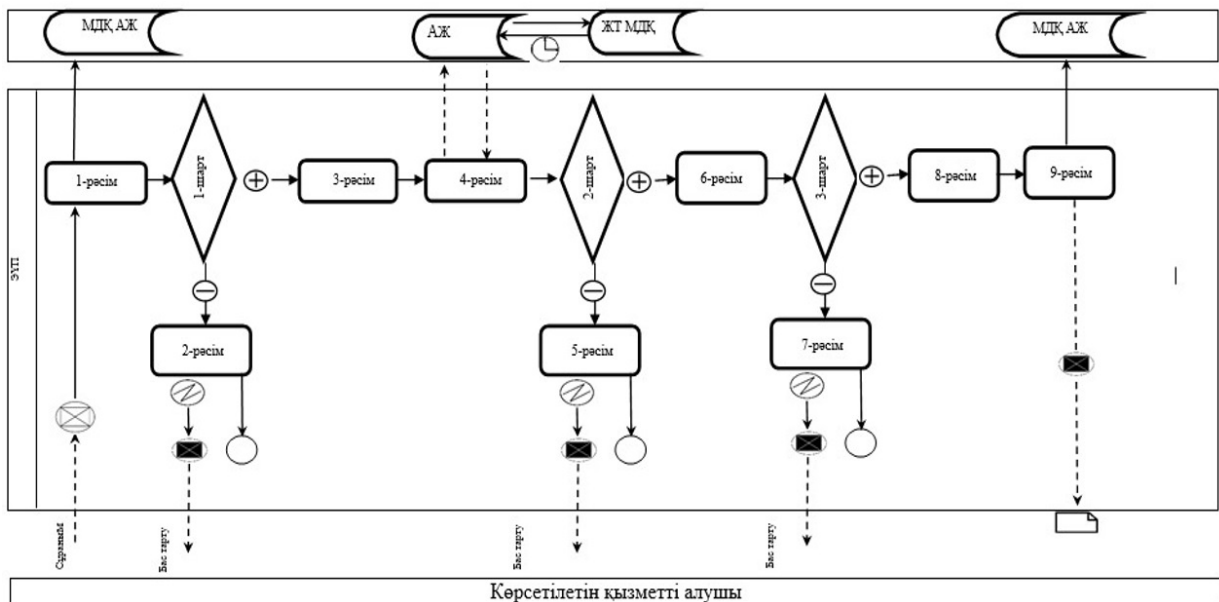 МДҚ АЖ
АЖ
ЖТ МДҚ
МДҚ АЖ
ЭҮП
1-рәсім
1-шарт
3-рәсім
4-рәсім
2-шарт
6-рәсім
3-шарт
8-рәсім
9-рәсім
2-рәсім
5-рәсім
7-рәсім
Сұраным
Бас тарту
Бас тарту
Бас тарту
Көрсетілетін қызметті алушы